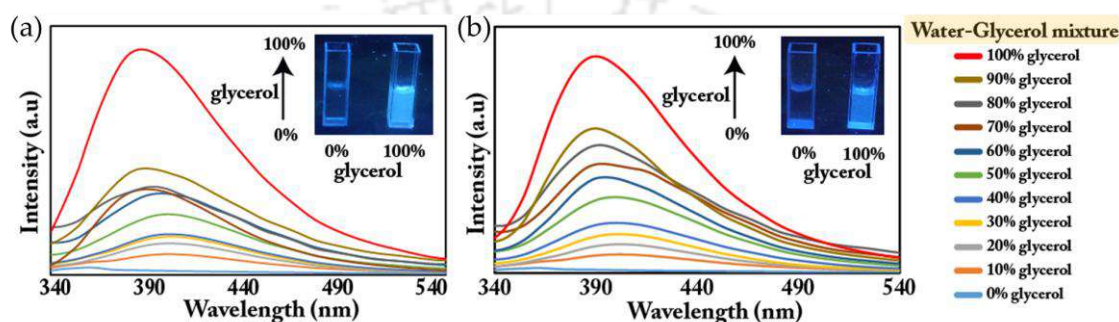 (a)
Intensity (a.u)
100%
glycerol
0%
0% 100%
glycerol
340 390 440 490 540
Wavelength (nm)
(b)
Intensity (a.u)
100%
glycerol
0%
0% 100%
glycerol
340 390 440 490 540
Wavelength (nm)
Water-Glycerol mixture
100% glycerol
90% glycerol
80% glycerol
70% glycerol
60% glycerol
50% glycerol
40% glycerol
30% glycerol
20% glycerol
10% glycerol
0% glycerol